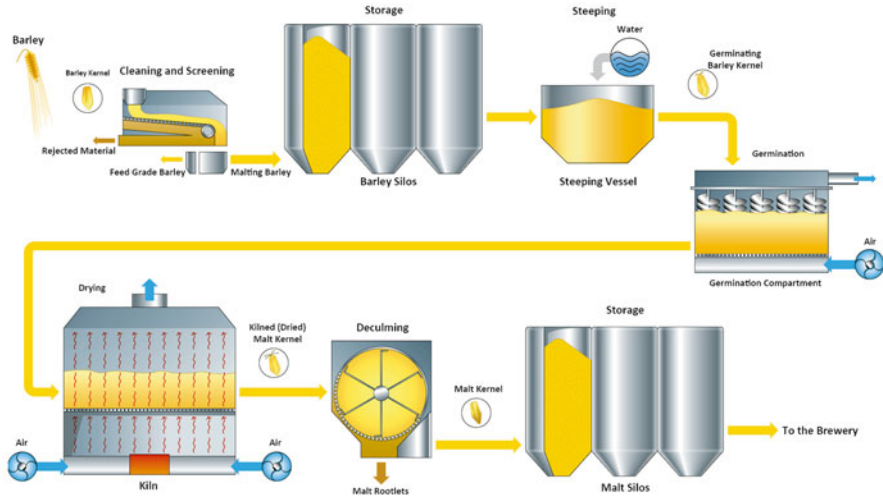 Storage
Steeping
Water
Barley
Germinating
Barley Kernel
Cleaning and Screening
Barley Kernel
Rejected Material
Feed Grade Barley
Malting Barley
Barley Silos
Steeping Vessel
Germination
Air
Germination Compartment
Drying
Kilned (Dried)
Malt Kernel
Deculming
Storage
Malt Kernel
Air
Air
To the Brewery
Kiln
Malt Rootlets
Malt Silos